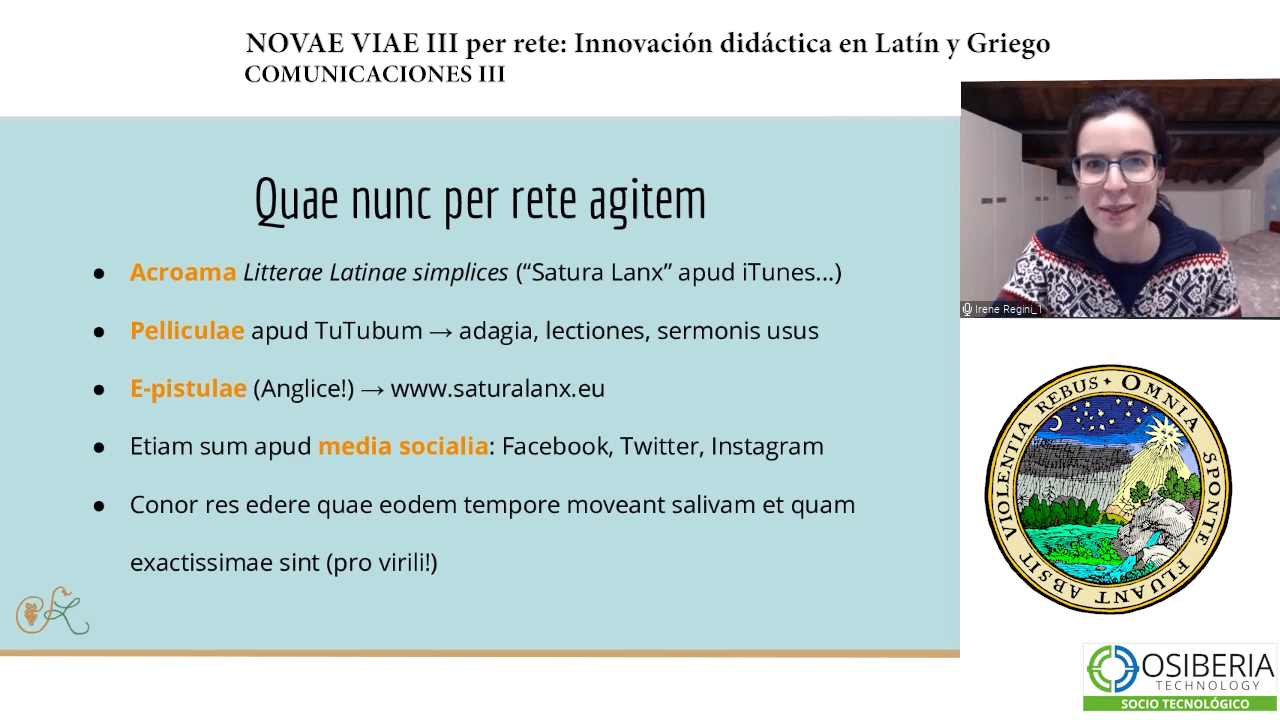 NOVAE VIAE III per rete: Innovación didáctica en Latín y Griego
COMUNICACIONES III
Quae nunc per rete agitem
● Acroama Litterae Latinae simplices (“Satura Lanx” apud iTunes...)
● Pelliculae apud TuTubum → adagia, lectiones, sermonis usus
● E-pistulae (Anglice!) → www.saturalanx.eu
● Etiam sum apud media socialia: Facebook, Twitter, Instagram
● Conor res edere quae eodem tempore moveant salivam et quam
exactissimae sint (pro virili!)
Irene Regini_1
OMNIA SPONTE FLUANT ABSIT VIOLENTIA REBUS
OSIBERIA
TECHNOLOGY
SOCIO TECNOLÓGICO